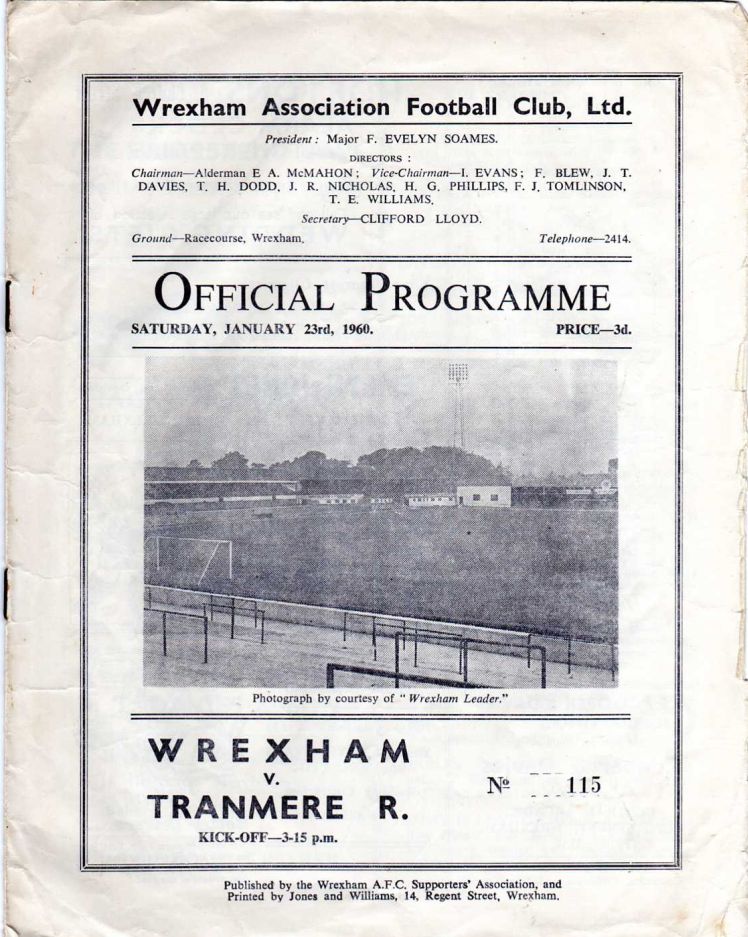 Wrexham Association Football Club, Ltd.
President: Major F. EVELYN SOAMES.
DIRECTORS :
Chairman—Alderman E A. McMAHON; Vice-Chairman—I. EVANS; F. BLEW, J. T.
DAVIES, T. H. DODD, J. R. NICHOLAS, H. G. PHILLIPS, F. J. TOMLINSON,
T. E. WILLIAMS.
Secretary—CLIFFORD LLOYD.
Ground—Racecourse, Wrexham.
Telephone—2414.
OFFICIAL PROGRAMME
SATURDAY, JANUARY 23rd, 1960.
PRICE—3d.
Photograph by courtesy of "Wrexham Leader."
WREXHAM
v.
TRANMERE R.
KICK-OFF—3-15 p.m.
Nº 115
Published by the Wrexham A.F.C. Supporters' Association, and
Printed by Jones and Williams, 14, Regent Street, Wrexham.